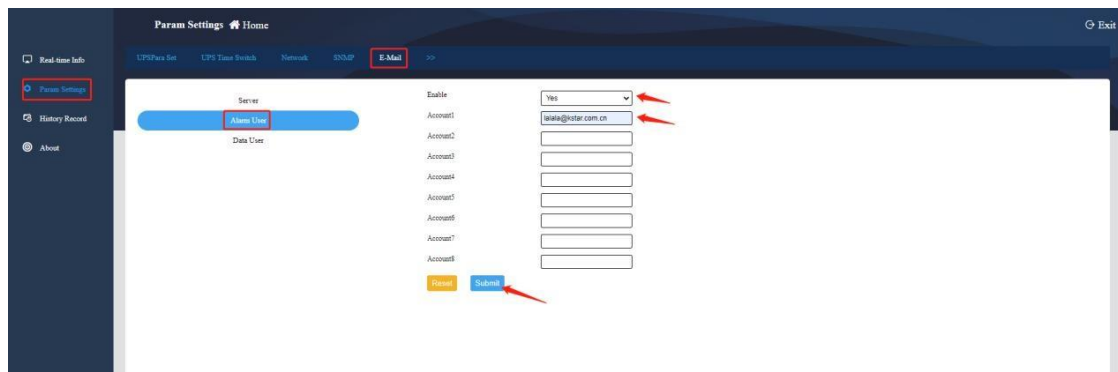 Param Settings Home
Exit
Real-time Info
Param Settings
History Record
About
UPSPara Set UPS Time Switch Network SNMP E-Mail >>
Server
Alarm User
Data User
Enable Yes
Account1 lalala@kstar.com.cn
Account2
Account3
Account4
Account5
Account6
Account7
Account8
Reset Submit